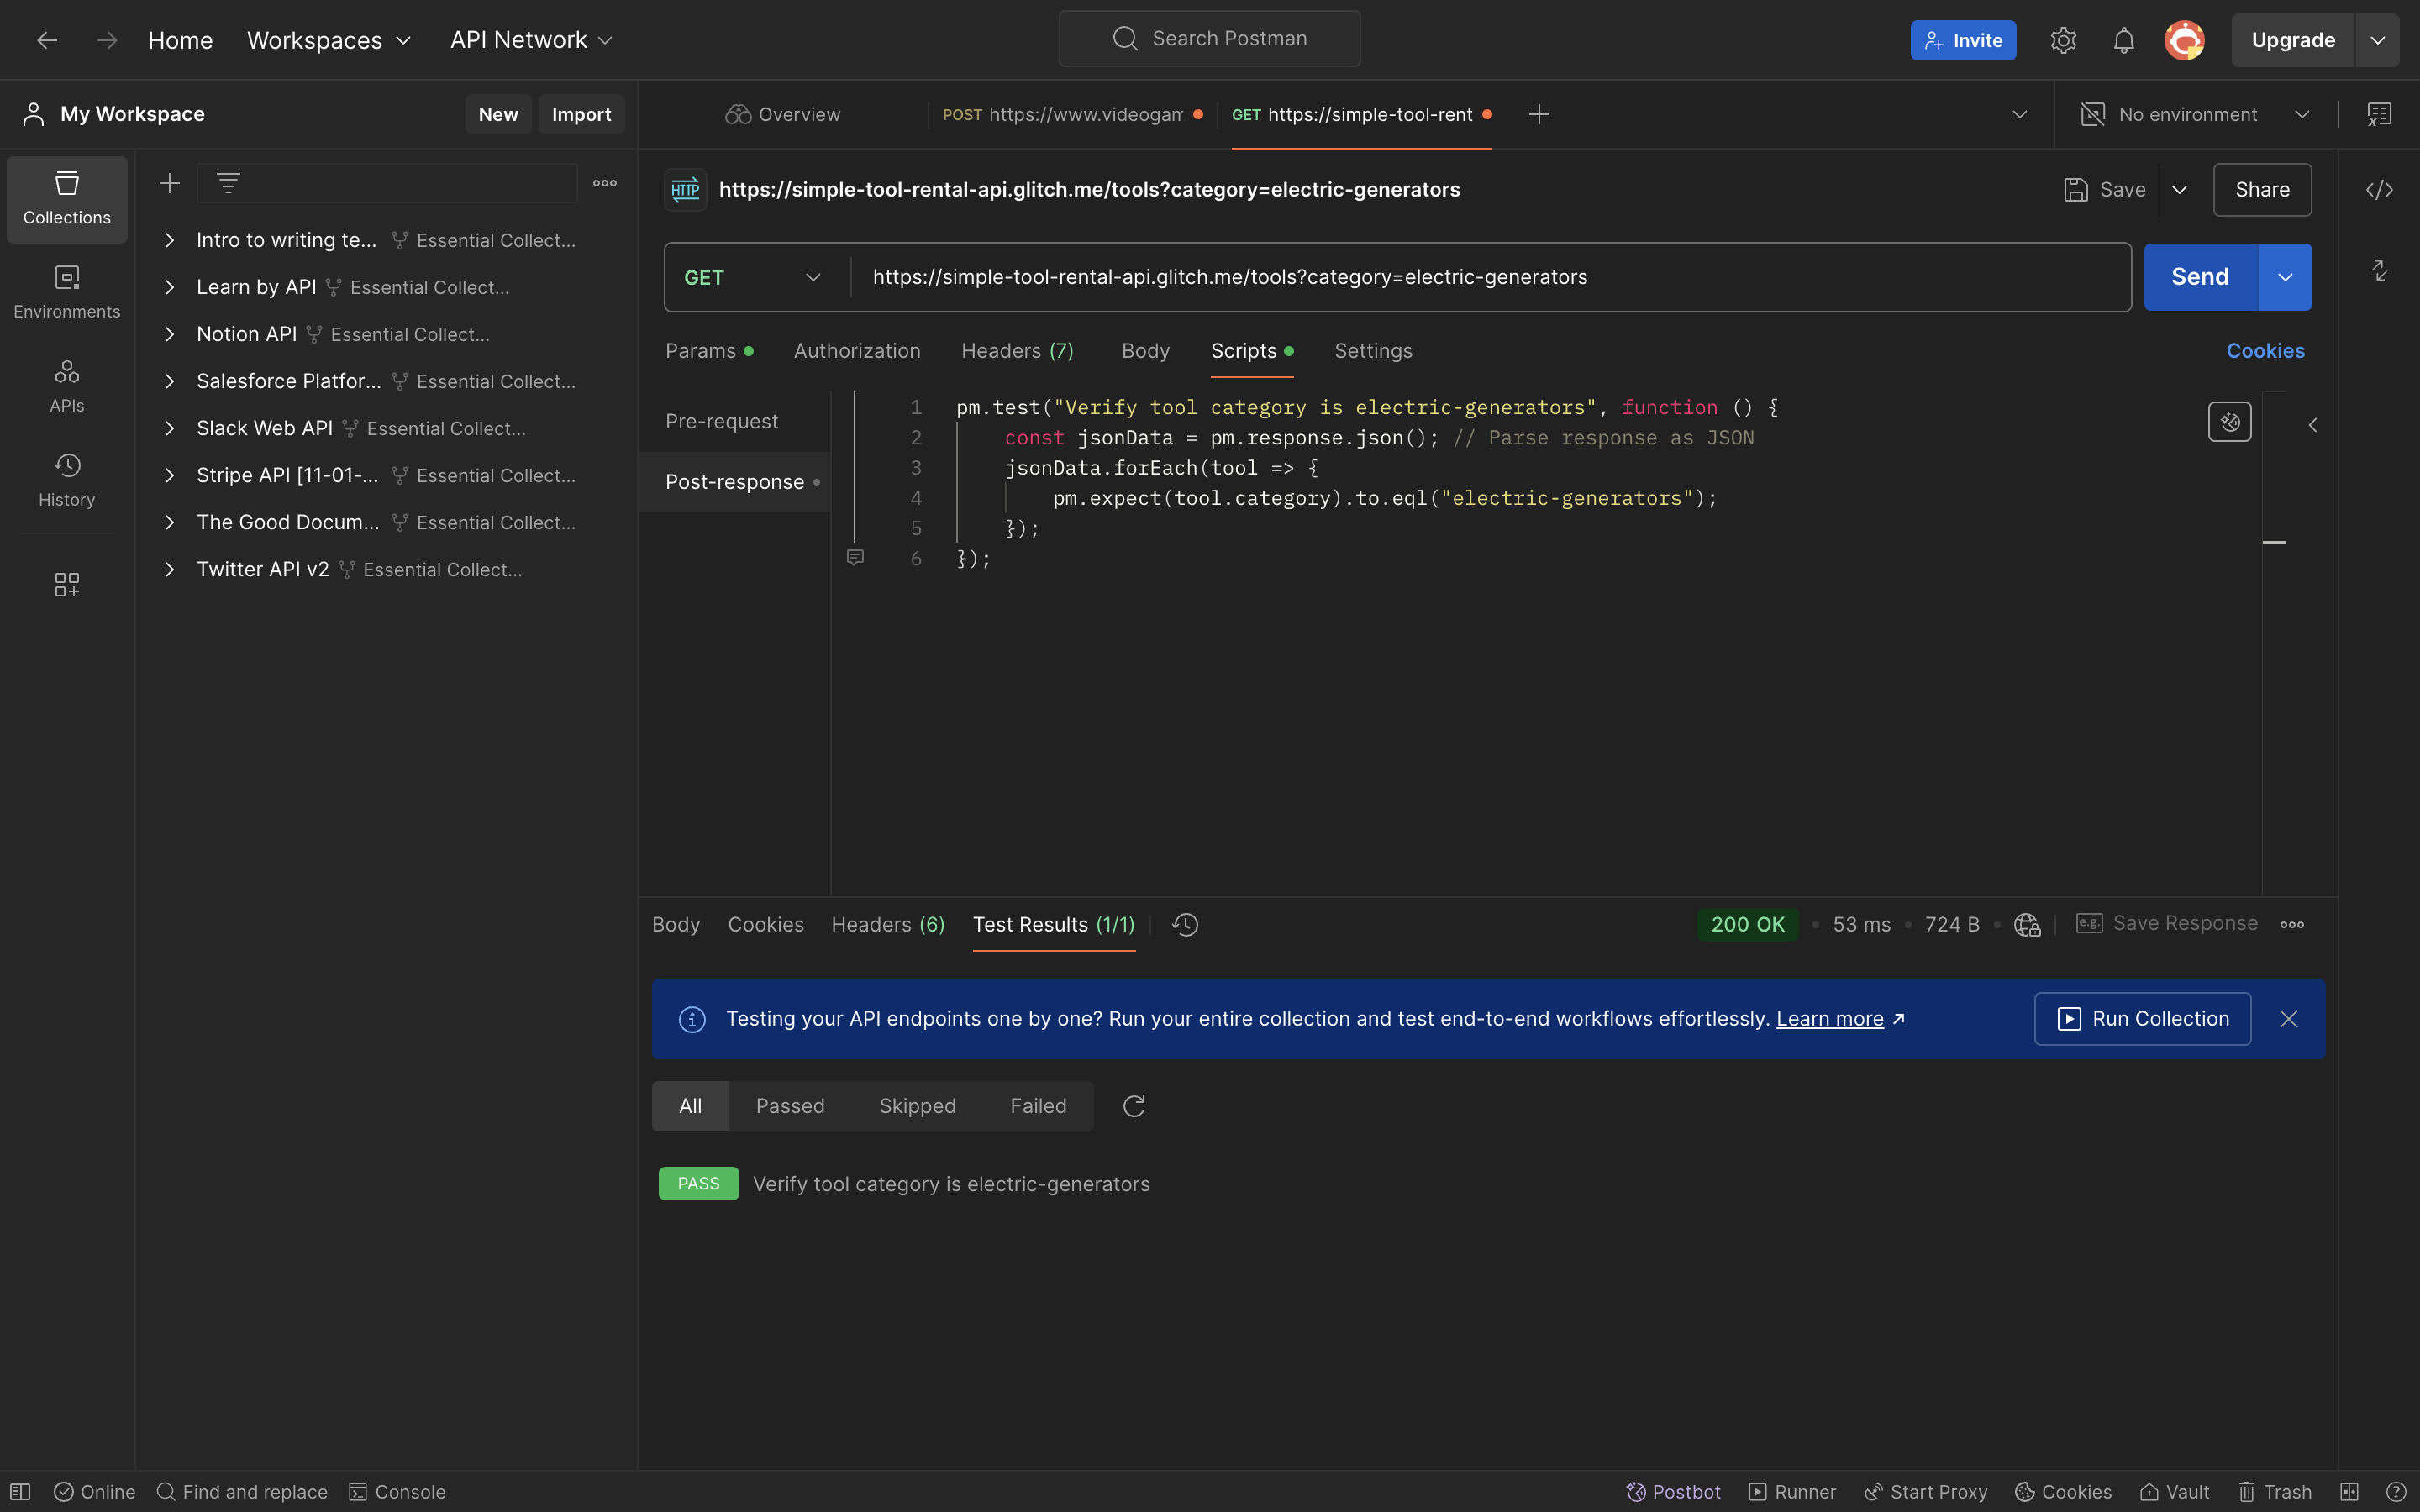 Home Workspaces API Network
Search Postman
Invite
Upgrade
My Workspace
New
Import
Overview
POST https://www.videogam
GET https://simple-tool-rent
No environment
Collections
Environments
APIs
History
Intro to writing te... Essential Collect...
Learn by API Essential Collect...
Notion API Essential Collect...
Salesforce Platfor... Essential Collect...
Slack Web API Essential Collect...
Stripe API [11-01-... Essential Collect...
The Good Docum... Essential Collect...
Twitter API v2 Essential Collect...
HTTP https://simple-tool-rental-api.glitch.me/tools?category=electric-generators
Save
Share
GET https://simple-tool-rental-api.glitch.me/tools?category=electric-generators
Send
Params Authorization Headers (7) Body Scripts Settings
Cookies
Pre-request
Post-response
1 pm.test("Verify tool category is electric-generators", function () {
2 const jsonData = pm.response.json(); // Parse response as JSON
3 jsonData.forEach(tool => {
4 pm.expect(tool.category).to.eql("electric-generators");
5 });
6 });
Body Cookies Headers (6) Test Results (1/1)
200 OK • 53 ms • 724 B •
e.g. Save Response
Testing your API endpoints one by one? Run your entire collection and test end-to-end workflows effortlessly. Learn more
Run Collection
All Passed Skipped Failed
PASS Verify tool category is electric-generators
Online Find and replace Console
Postbot Runner Start Proxy Cookies Vault Trash